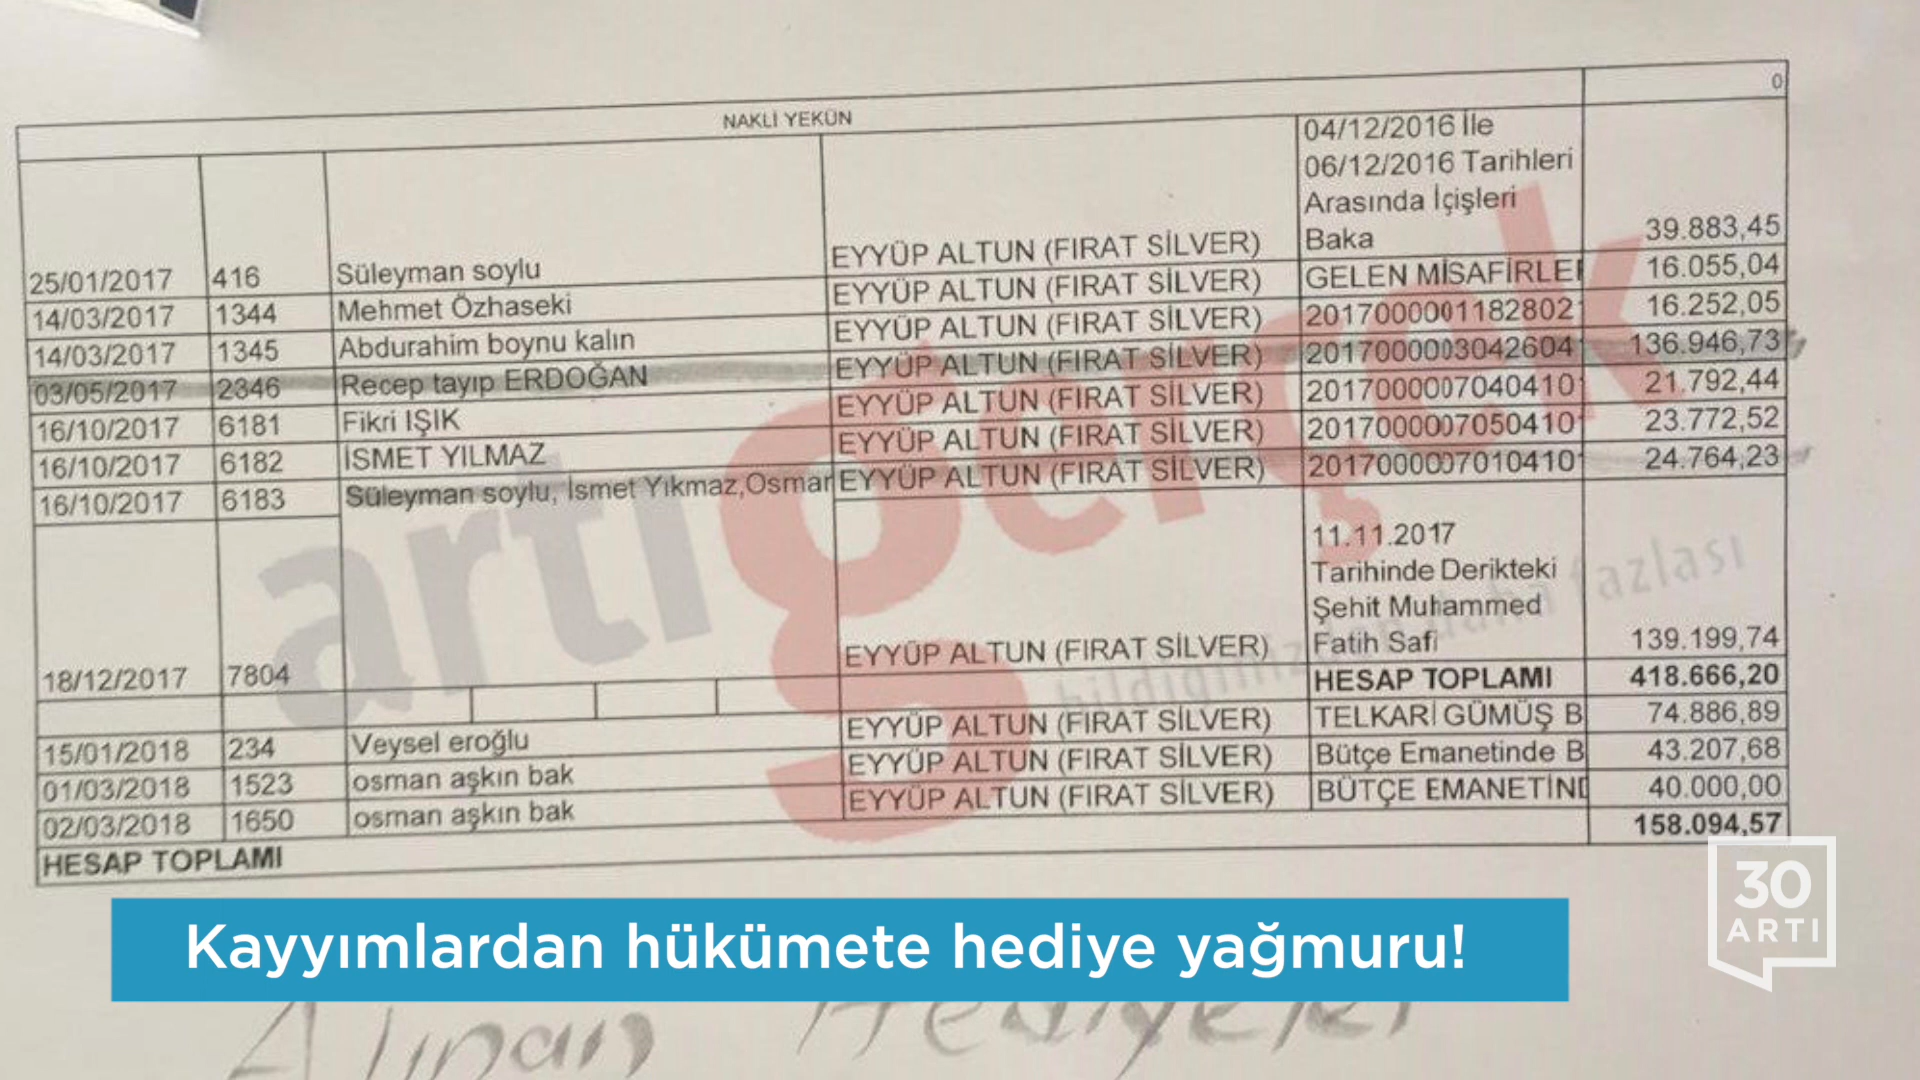 NAKLİ YEKÜN 0
25/01/2017 416 Süleyman soylu EYYÜP ALTUN (FIRAT SİLVER) 04/12/2016 İle
06/12/2016 Tarihleri
Arasında İçişleri
Baka 39.883,45
14/03/2017 1344 Mehmet Özhaseki EYYÜP ALTUN (FIRAT SİLVER) GELEN MİSAFİRLE 16.055,04
14/03/2017 1345 Abdurahim boynu kalın EYYÜP ALTUN (FIRAT SİLVER) 2017000001182802 16.252,05
03/05/2017 2346 Recep tayıp ERDOĞAN EYYÜP ALTUN (FIRAT SİLVER) 2017000003042604 136.946,73
16/10/2017 6181 Fikri IŞIK EYYÜP ALTUN (FIRAT SİLVER) 2017000007040410 21.792,44
16/10/2017 6182 İSMET YILMAZ EYYÜP ALTUN (FIRAT SİLVER) 2017000007050410 23.772,52
16/10/2017 6183 Süleyman soylu, İsmet Yıkmaz,Osmar EYYÜP ALTUN (FIRAT SİLVER) 2017000007010410 24.764,23
18/12/2017 7804 EYYÜP ALTUN (FIRAT SİLVER) 11.11.2017
Tarihinde Derikteki
Şehit Muhammed
Fatih Safi 139.199,74
HESAP TOPLAMI 418.666,20
15/01/2018 234 Veysel eroğlu EYYÜP ALTUN (FIRAT SİLVER) TELKARİ GÜMÜŞ B 74.886,89
01/03/2018 1523 osman aşkın bak EYYÜP ALTUN (FIRAT SİLVER) Bütçe Emanetinde B 43.207,68
02/03/2018 1650 osman aşkın bak EYYÜP ALTUN (FIRAT SİLVER) BÜTÇE EMANETİND 40.000,00
HESAP TOPLAMI 158.094,57
artı gerçek
bildiğinizden daha fazlası
Kayyımlardan hükümete hediye yağmuru!
30
ARTI
Alınan Hediyeler